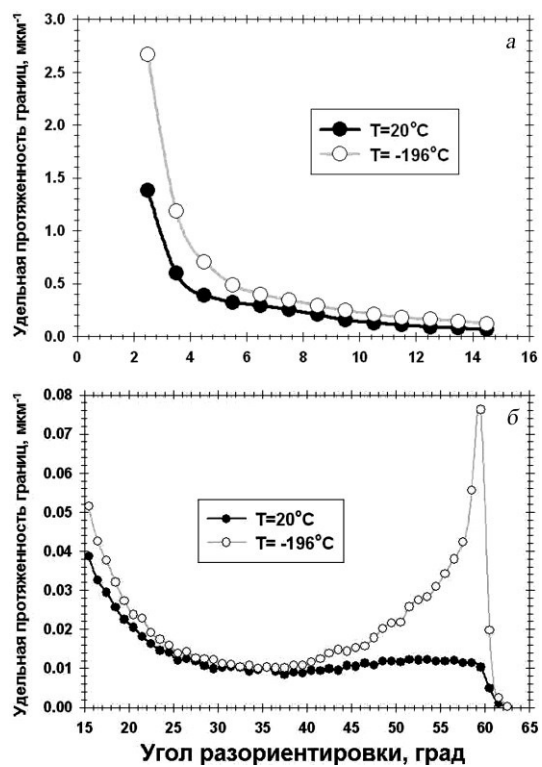 а
3.0
2.5
2.0
1.5
1.0
0.5
0.0
Удельная протяженность границ, мкм-1
T=20°C
T= -196°C
0 2 4 6 8 10 12 14 16
б
0.08
0.07
0.06
0.05
0.04
0.03
0.02
0.01
0.00
Удельная протяженность границ, мкм-1
T=20°C
T= -196°C
15 20 25 30 35 40 45 50 55 60 65
Угол разориентировки, град